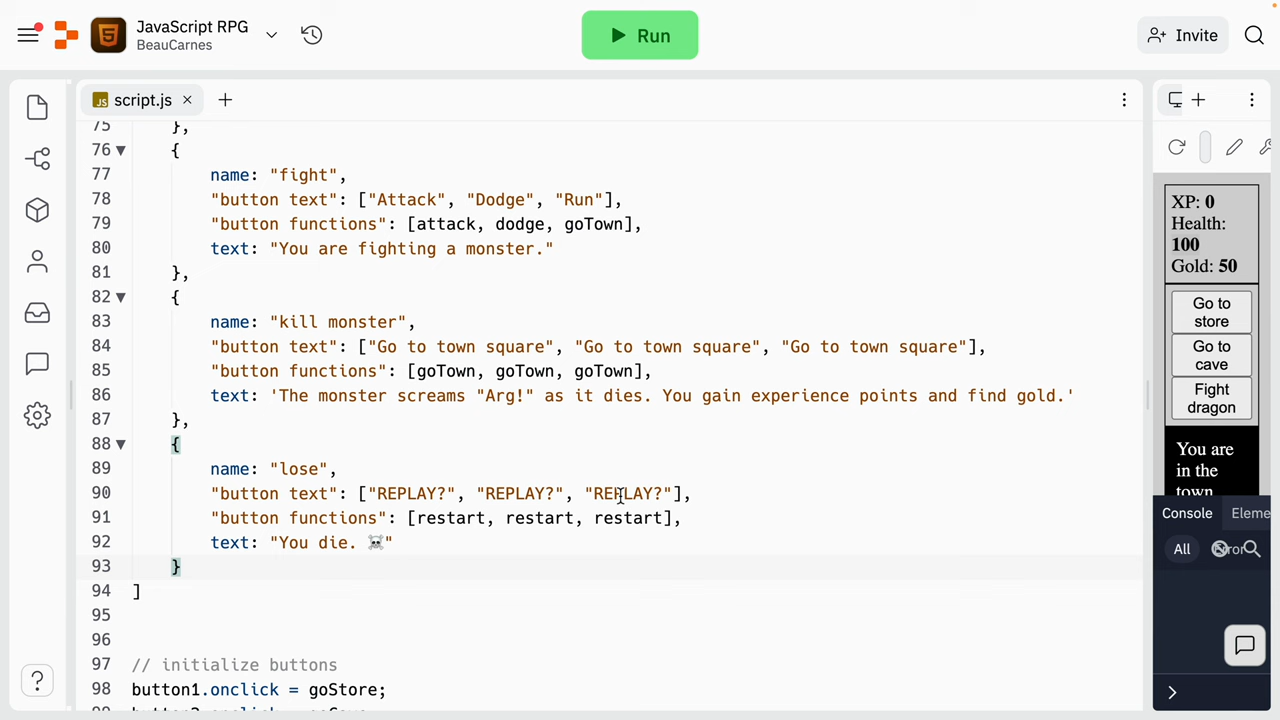 JavaScript RPG
BeauCarnes
Run
Invite
JS script.js
75 },
76 {
77 name: "fight",
78 "button text": ["Attack", "Dodge", "Run"],
79 "button functions": [attack, dodge, goTown],
80 text: "You are fighting a monster."
81 },
82 {
83 name: "kill monster",
84 "button text": ["Go to town square", "Go to town square", "Go to town square"],
85 "button functions": [goTown, goTown, goTown],
86 text: 'The monster screams "Arg!" as it dies. You gain experience points and find gold.'
87 },
88 {
89 name: "lose",
90 "button text": ["REPLAY?", "REPLAY?", "REPLAY?"],
91 "button functions": [restart, restart, restart],
92 text: "You die. ☠️"
93 }
94 ]
95
96
97 // initialize buttons
98 button1.onclick = goStore;
XP: 0
Health:
100
Gold: 50
Go to
store
Go to
cave
Fight
dragon
You are
in the
town
Console Eleme
All Error
?